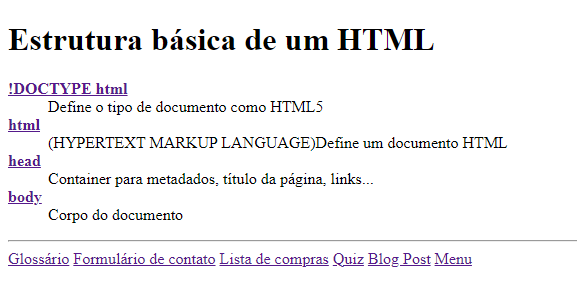 Estrutura básica de um HTML
!DOCTYPE html
Define o tipo de documento como HTML5
html
(HYPERTEXT MARKUP LANGUAGE)Define um documento HTML
head
Container para metadados, título da página, links...
body
Corpo do documento
Glossário Formulário de contato Lista de compras Quiz Blog Post Menu